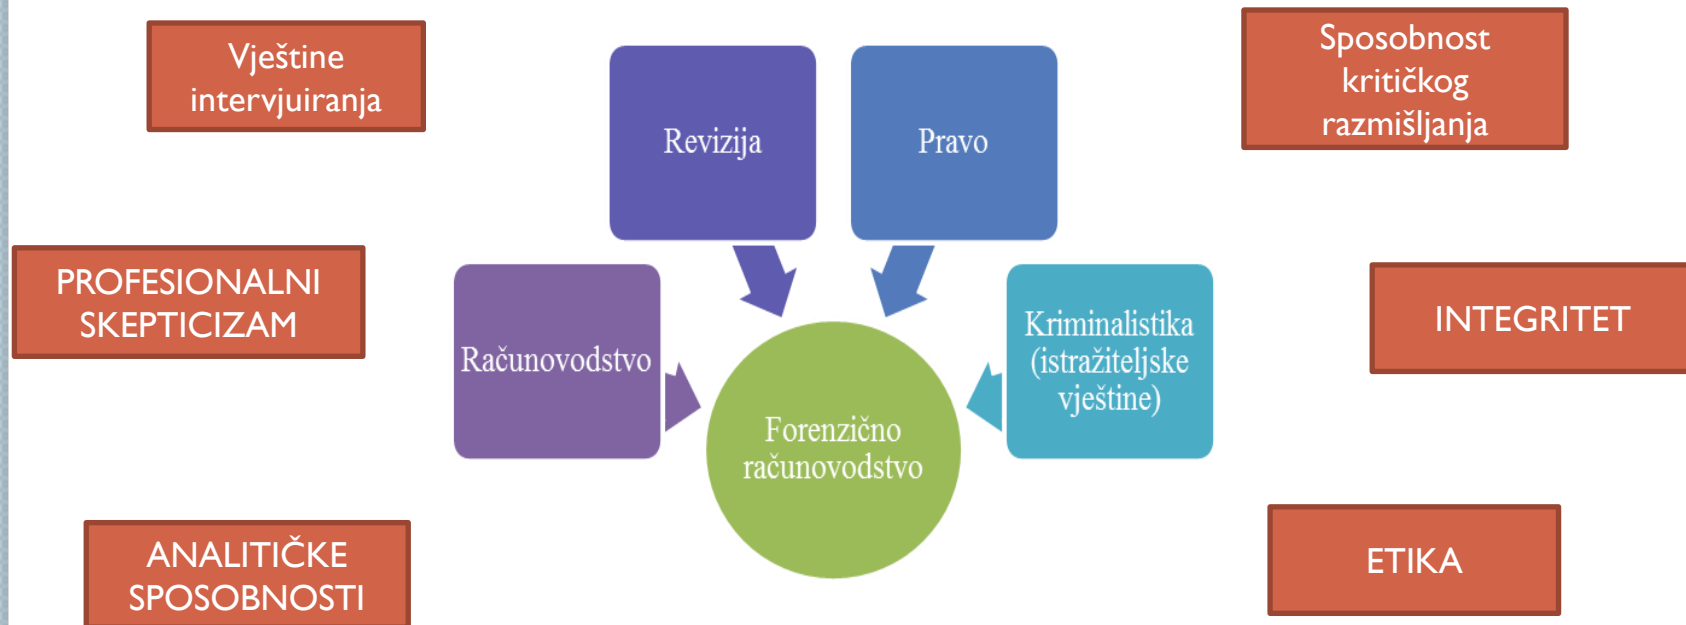 Vještine
intervjuiranja
Revizija
Pravo
Sposobnost
kritičkog
razmišljanja
PROFESIONALNI
SKEPTICIZAM
Računovodstvo
Kriminalistika
(istražiteljske
vještine)
INTEGRITET
Forenzično
računovodstvo
ANALITIČKE
SPOSOBNOSTI
ETIKA